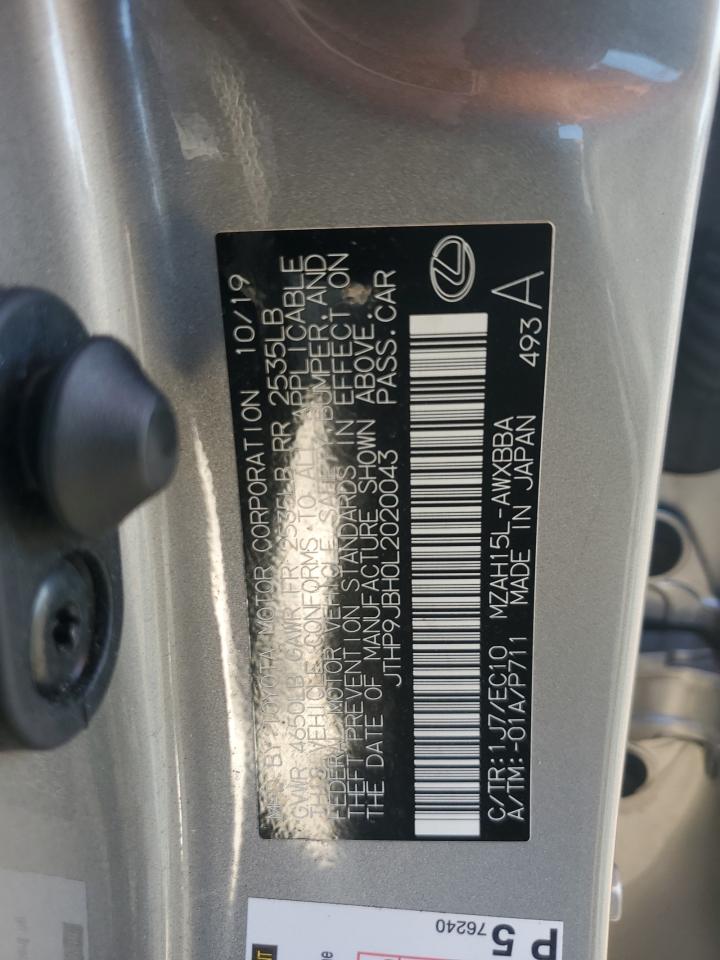 MFD. BY: TOYOTA MOTOR CORPORATION 10/19
GVWR 4650LB GAWR FR 2535LB RR 2535LB
THIS VEHICLE CONFORMS TO ALL APPLICABLE
FEDERAL MOTOR VEHICLE SAFETY, BUMPER, AND
THEFT PREVENTION STANDARDS IN EFFECT ON
THE DATE OF MANUFACTURE SHOWN ABOVE.
JTHP9JBH0L2020043 PASS.CAR
C/TR:1J7/EC10 MZAH15L-AWXBBA
A/TM:-01A/P711 MADE IN JAPAN 493 A
P 5
76240